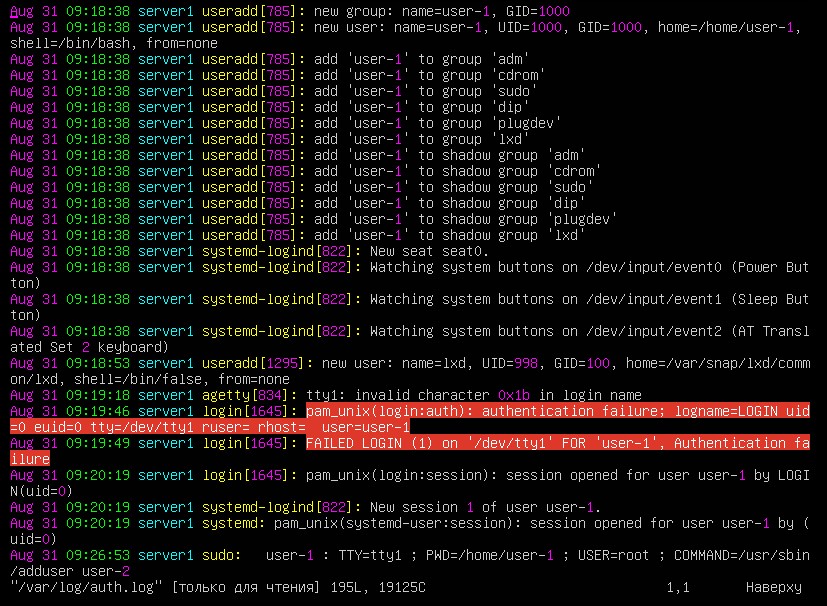 Aug 31 09:18:38 server1 useradd[785]: new group: name=user-1, GID=1000
Aug 31 09:18:38 server1 useradd[785]: new user: name=user-1, UID=1000, GID=1000, home=/home/user-1,
shell=/bin/bash, from=none
Aug 31 09:18:38 server1 useradd[785]: add 'user-1' to group 'adm'
Aug 31 09:18:38 server1 useradd[785]: add 'user-1' to group 'cdrom'
Aug 31 09:18:38 server1 useradd[785]: add 'user-1' to group 'sudo'
Aug 31 09:18:38 server1 useradd[785]: add 'user-1' to group 'dip'
Aug 31 09:18:38 server1 useradd[785]: add 'user-1' to group 'plugdev'
Aug 31 09:18:38 server1 useradd[785]: add 'user-1' to group 'lxd'
Aug 31 09:18:38 server1 useradd[785]: add 'user-1' to shadow group 'adm'
Aug 31 09:18:38 server1 useradd[785]: add 'user-1' to shadow group 'cdrom'
Aug 31 09:18:38 server1 useradd[785]: add 'user-1' to shadow group 'sudo'
Aug 31 09:18:38 server1 useradd[785]: add 'user-1' to shadow group 'dip'
Aug 31 09:18:38 server1 useradd[785]: add 'user-1' to shadow group 'plugdev'
Aug 31 09:18:38 server1 useradd[785]: add 'user-1' to shadow group 'lxd'
Aug 31 09:18:38 server1 systemd-logind[822]: New seat seat0.
Aug 31 09:18:38 server1 systemd-logind[822]: Watching system buttons on /dev/input/event0 (Power But
ton)
Aug 31 09:18:38 server1 systemd-logind[822]: Watching system buttons on /dev/input/event1 (Sleep But
ton)
Aug 31 09:18:38 server1 systemd-logind[822]: Watching system buttons on /dev/input/event2 (AT Transl
ated Set 2 keyboard)
Aug 31 09:18:53 server1 useradd[1295]: new user: name=lxd, UID=998, GID=100, home=/var/snap/lxd/comm
on/lxd, shell=/bin/false, from=none
Aug 31 09:19:18 server1 agetty[834]: tty1: invalid character 0x1b in login name
Aug 31 09:19:46 server1 login[1645]: pam_unix(login:auth): authentication failure; logname=LOGIN uid
=0 euid=0 tty=/dev/tty1 ruser= rhost=  user=user-1
Aug 31 09:19:49 server1 login[1645]: FAILED LOGIN (1) on '/dev/tty1' FOR 'user-1', Authentication fa
ilure
Aug 31 09:20:19 server1 login[1645]: pam_unix(login:session): session opened for user user-1 by LOGI
N(uid=0)
Aug 31 09:20:19 server1 systemd-logind[822]: New session 1 of user user-1.
Aug 31 09:20:19 server1 systemd: pam_unix(systemd-user:session): session opened for user user-1 by (
uid=0)
Aug 31 09:26:53 server1 sudo:   user-1 : TTY=tty1 ; PWD=/home/user-1 ; USER=root ; COMMAND=/usr/sbin
/adduser user-2
"/var/log/auth.log" [только для чтения] 195L, 19125C 1,1 Наверху